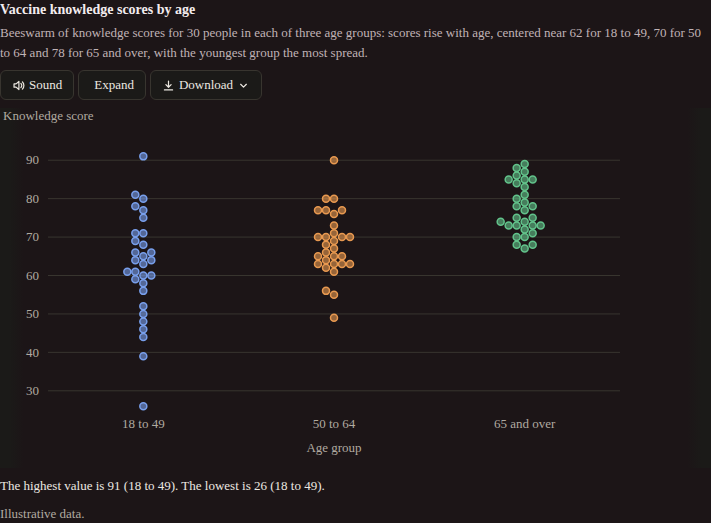 Vaccine knowledge scores by age
Beeswarm of knowledge scores for 30 people in each of three age groups: scores rise with age, centered near 62 for 18 to 49, 70 for 50
to 64 and 78 for 65 and over, with the youngest group the most spread.
Sound Expand Download
Knowledge score
90
80
70
60
50
40
30
18 to 49 50 to 64 65 and over
Age group
The highest value is 91 (18 to 49). The lowest is 26 (18 to 49).
Illustrative data.